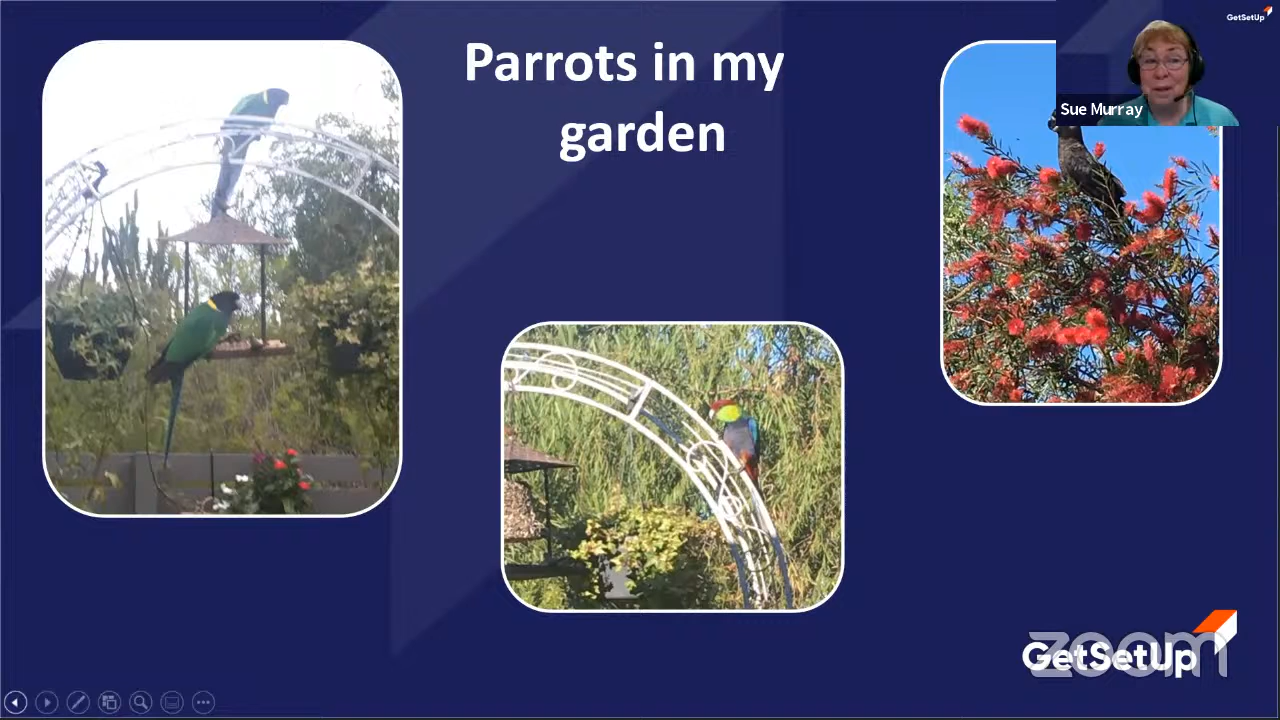 Parrots in my
garden
GetSetUp
Sue Murray
zoom
GetSetUp